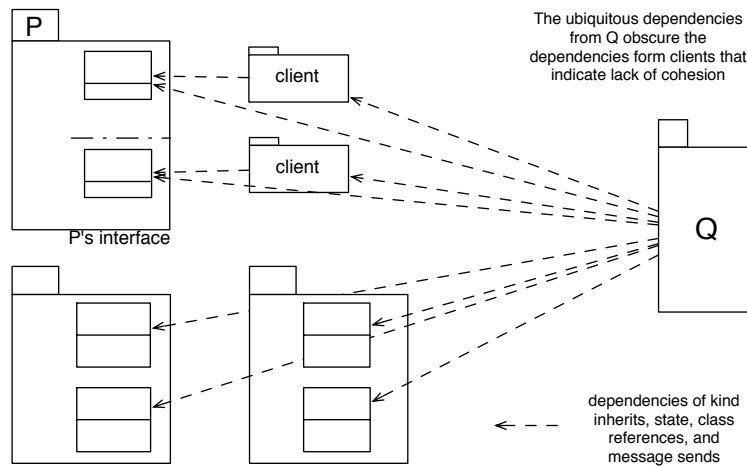 P
client
client
P's interface
The ubiquitous dependencies
from Q obscure the
dependencies form clients that
indicate lack of cohesion
Q
dependencies of kind
inherits, state, class
references, and
message sends